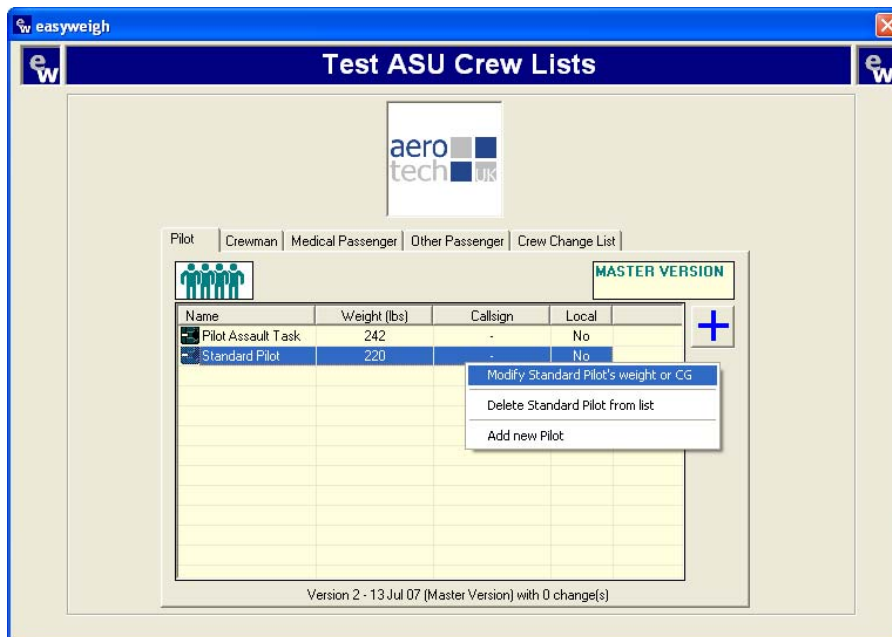 ew easyweigh
ew Test ASU Crew Lists ew
aero
tech UK
Pilot Crewman Medical Passenger Other Passenger Crew Change List
MASTER VERSION
Name Weight (lbs) Callsign Local
Pilot Assault Task 242 - No
Standard Pilot 220 - No
Modify Standard Pilot's weight or CG
Delete Standard Pilot from list
Add new Pilot
Version 2 - 13 Jul 07 (Master Version) with 0 change(s)